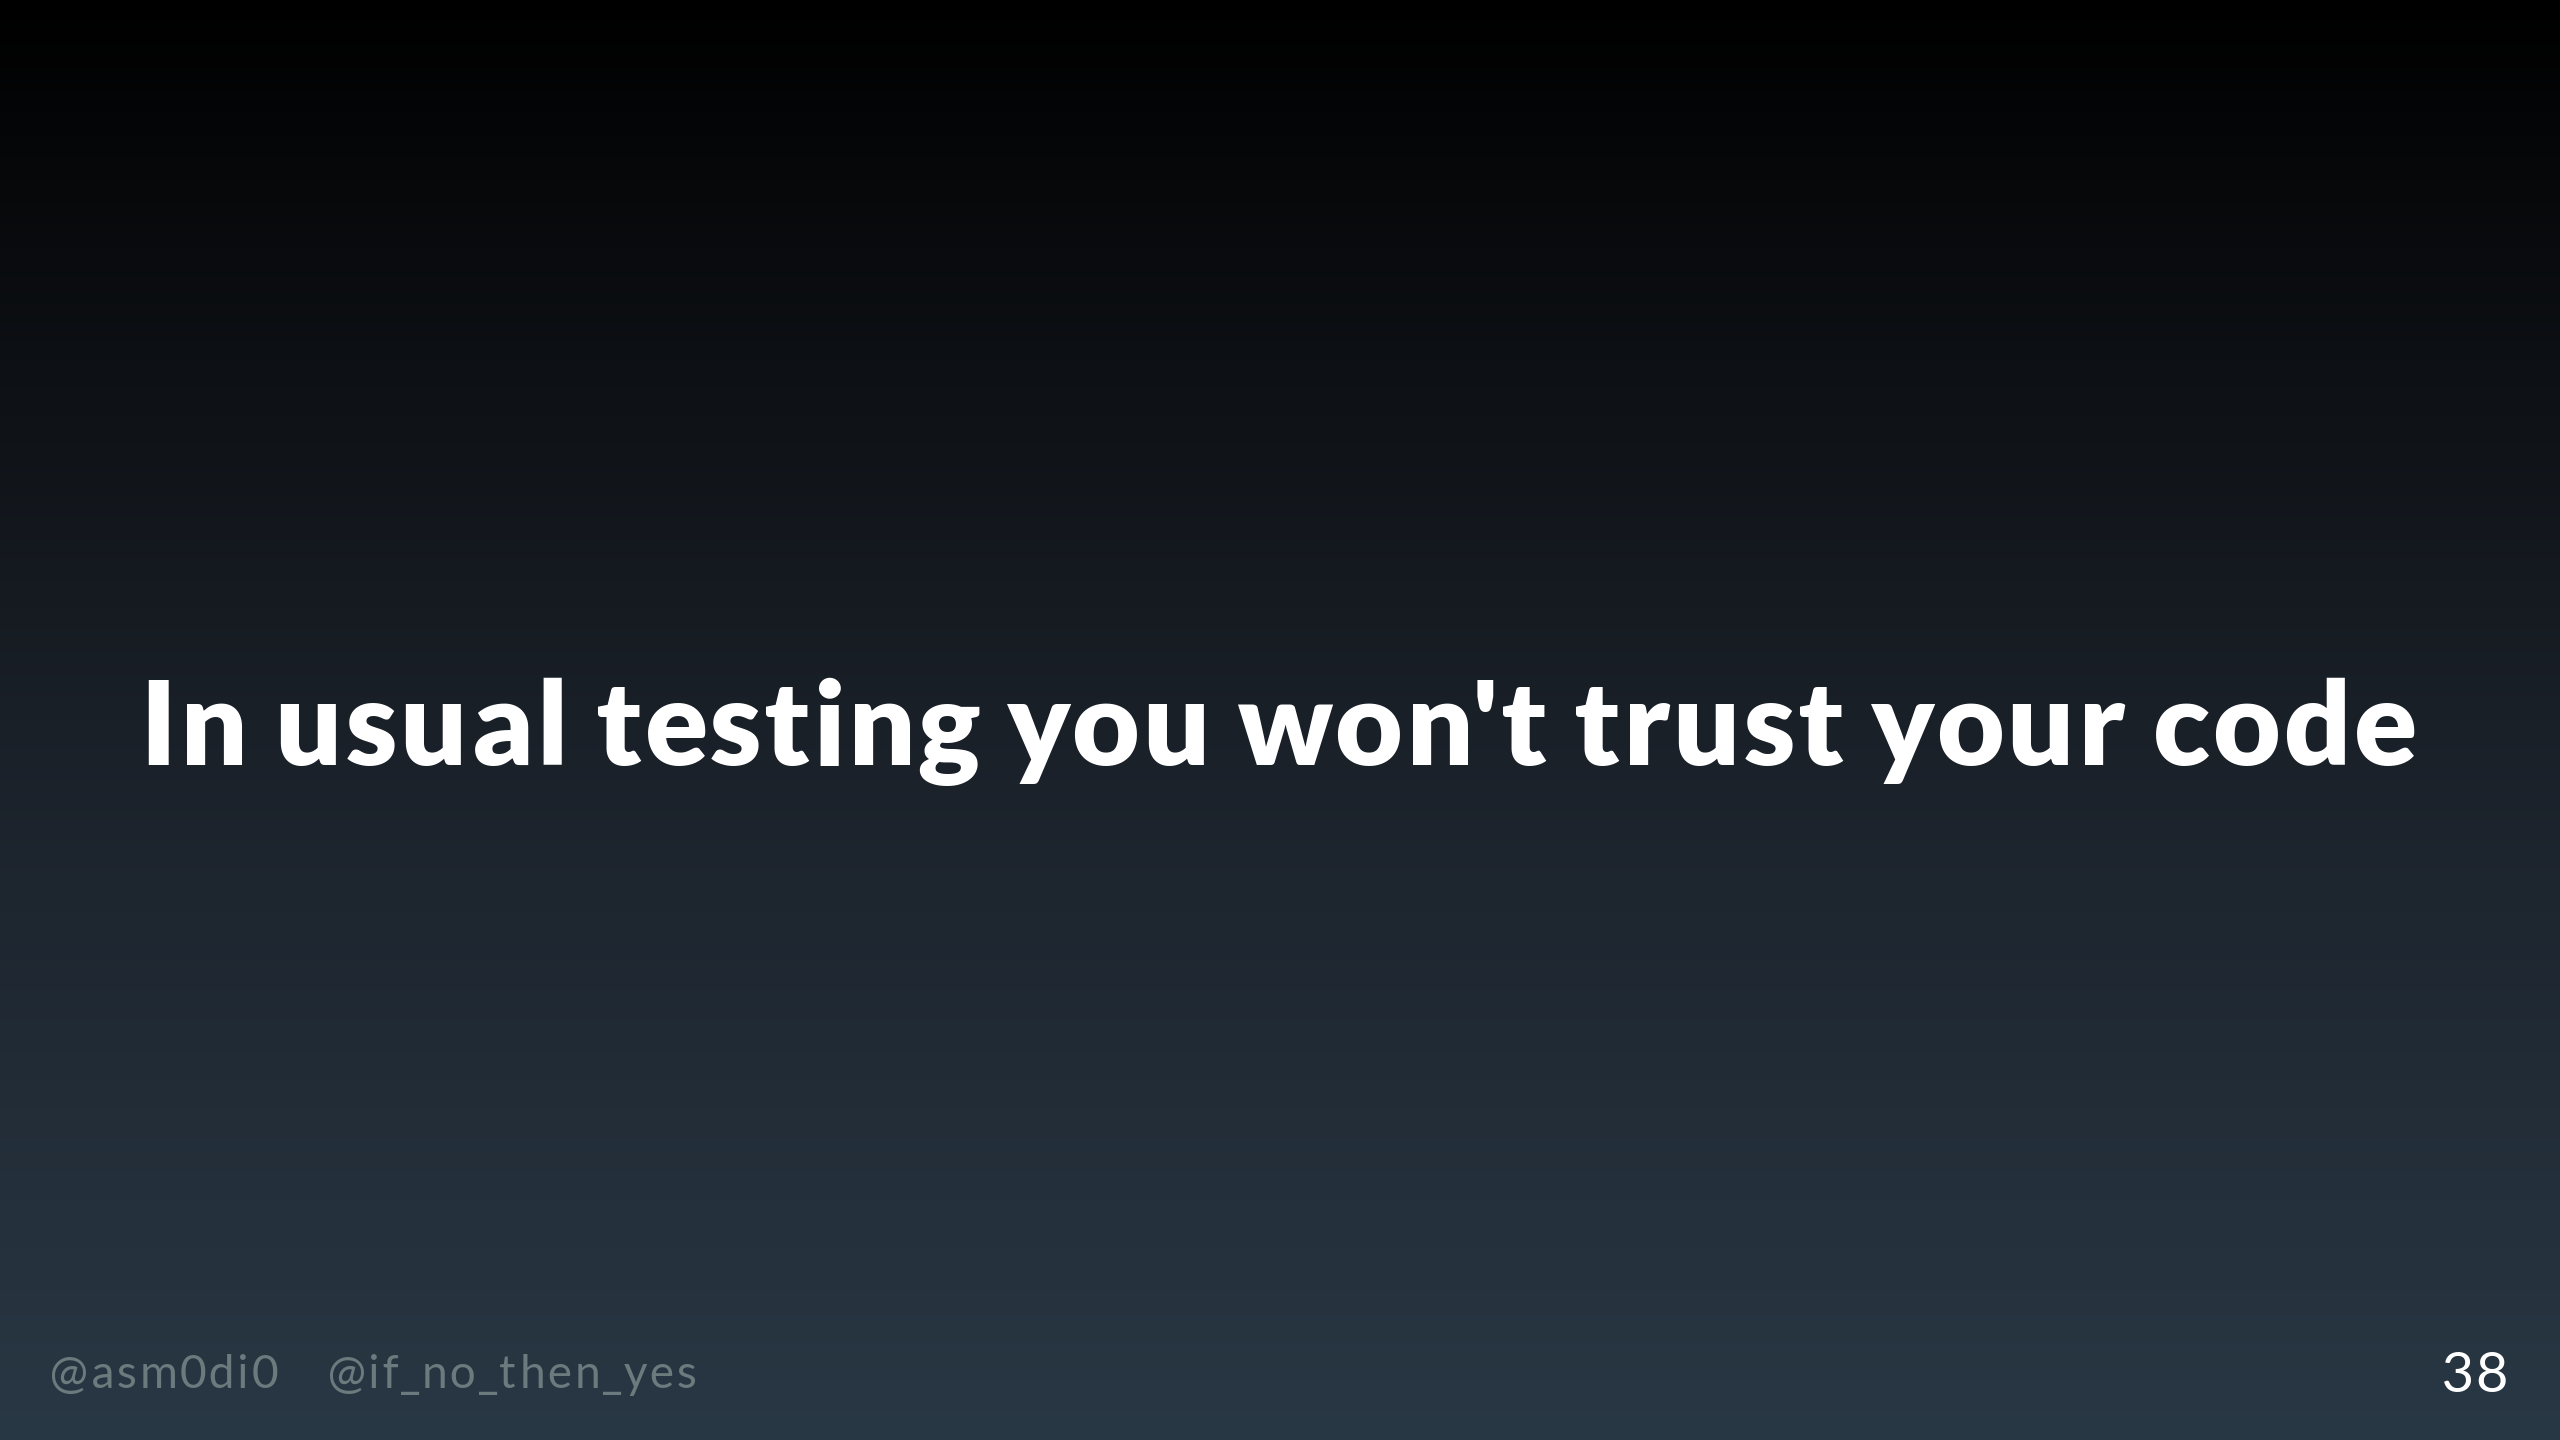 In usual testing you won't trust your code
@asm0di0 @if_no_then_yes
38